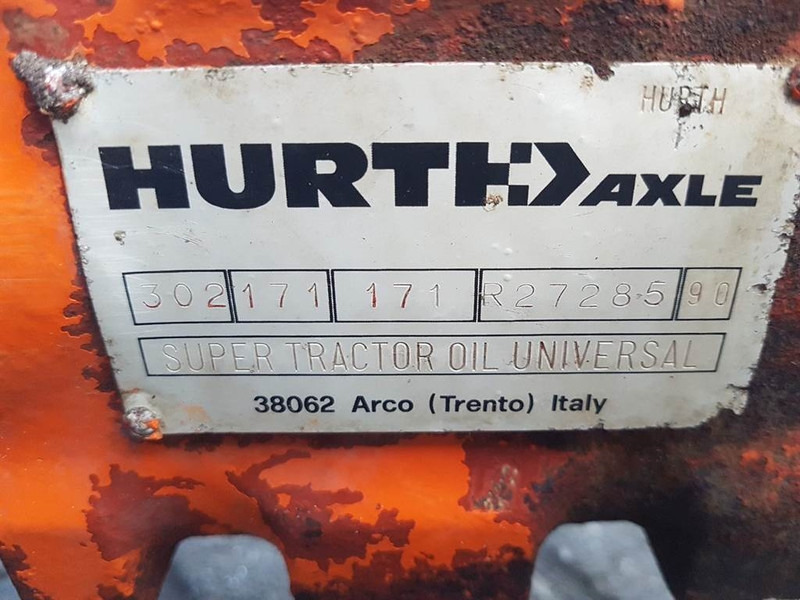 HURTH
HURTH AXLE
302 171 171 R27285 90
SUPER TRACTOR OIL UNIVERSAL
38062 Arco (Trento) Italy